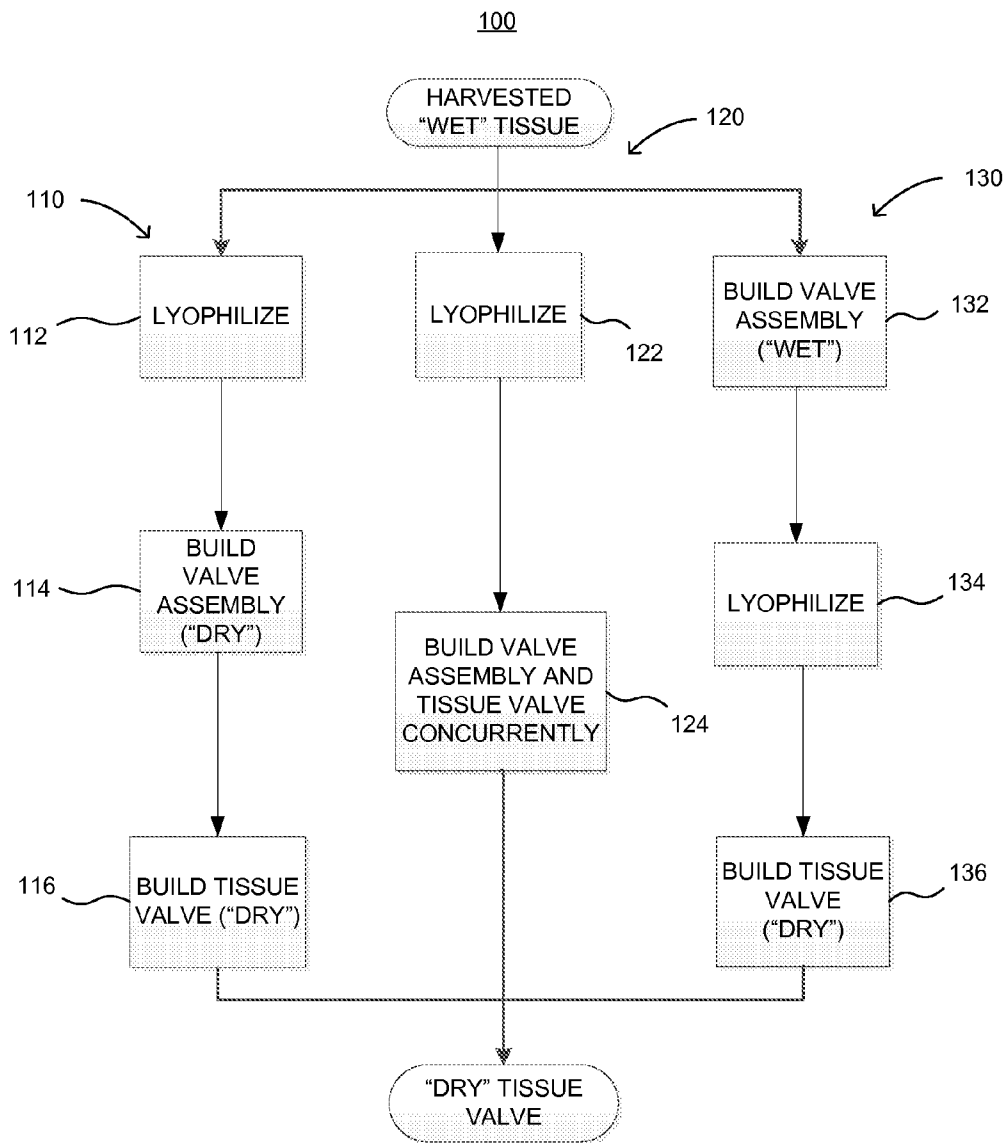 100
HARVESTED
“WET” TISSUE
120
110
130
LYOPHILIZE
112
LYOPHILIZE
122
BUILD VALVE
ASSEMBLY
(“WET”)
132
BUILD
VALVE
ASSEMBLY
(“DRY”)
114
BUILD VALVE
ASSEMBLY AND
TISSUE VALVE
CONCURRENTLY
124
LYOPHILIZE
134
BUILD TISSUE
VALVE (“DRY”)
116
BUILD TISSUE
VALVE
(“DRY”)
136
“DRY” TISSUE
VALVE